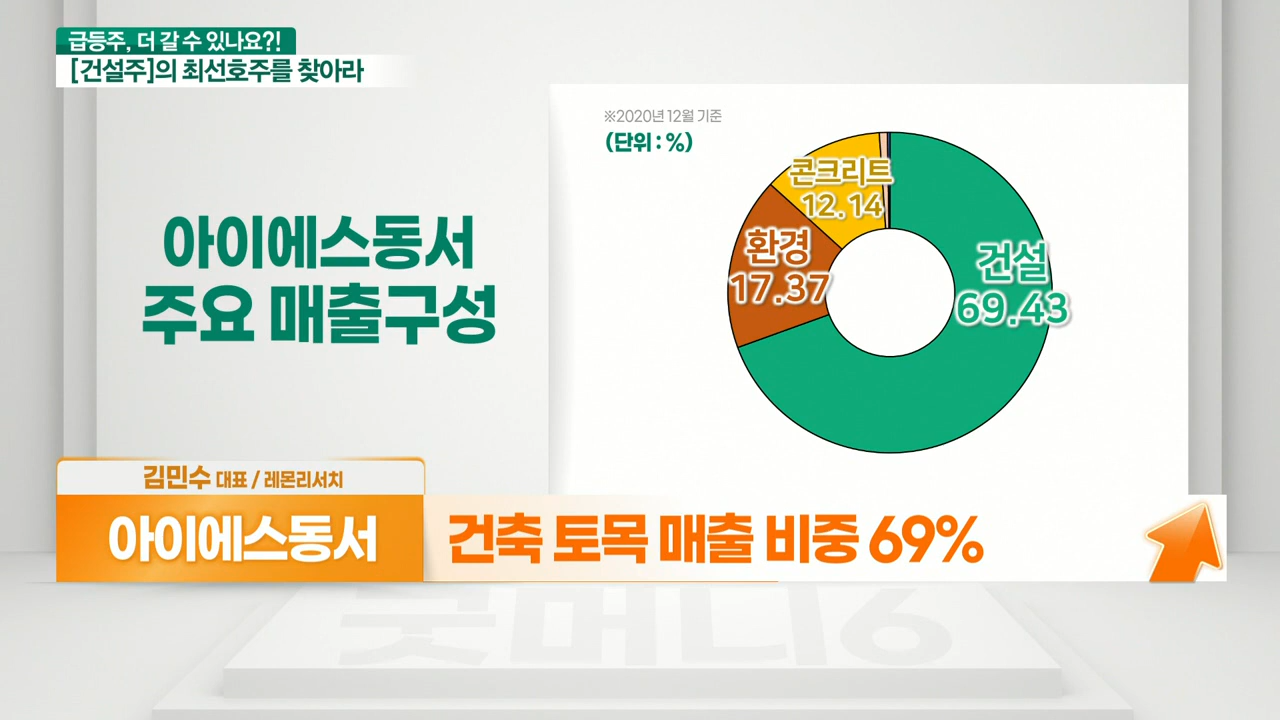 급등주, 더 갈 수 있나요?!
[건설주]의 최선호주를 찾아라
※2020년 12월 기준
(단위 : %)
콘크리트
12.14
환경
17.37
건설
69.43
아이에스동서
주요 매출구성
김민수 대표 / 레몬리서치
아이에스동서
건축 토목 매출 비중 69%
굿머니6